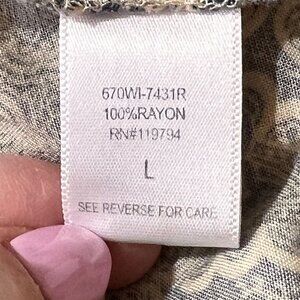 670WI-7431R
100%RAYON
RN#119794
L
SEE REVERSE FOR CARE